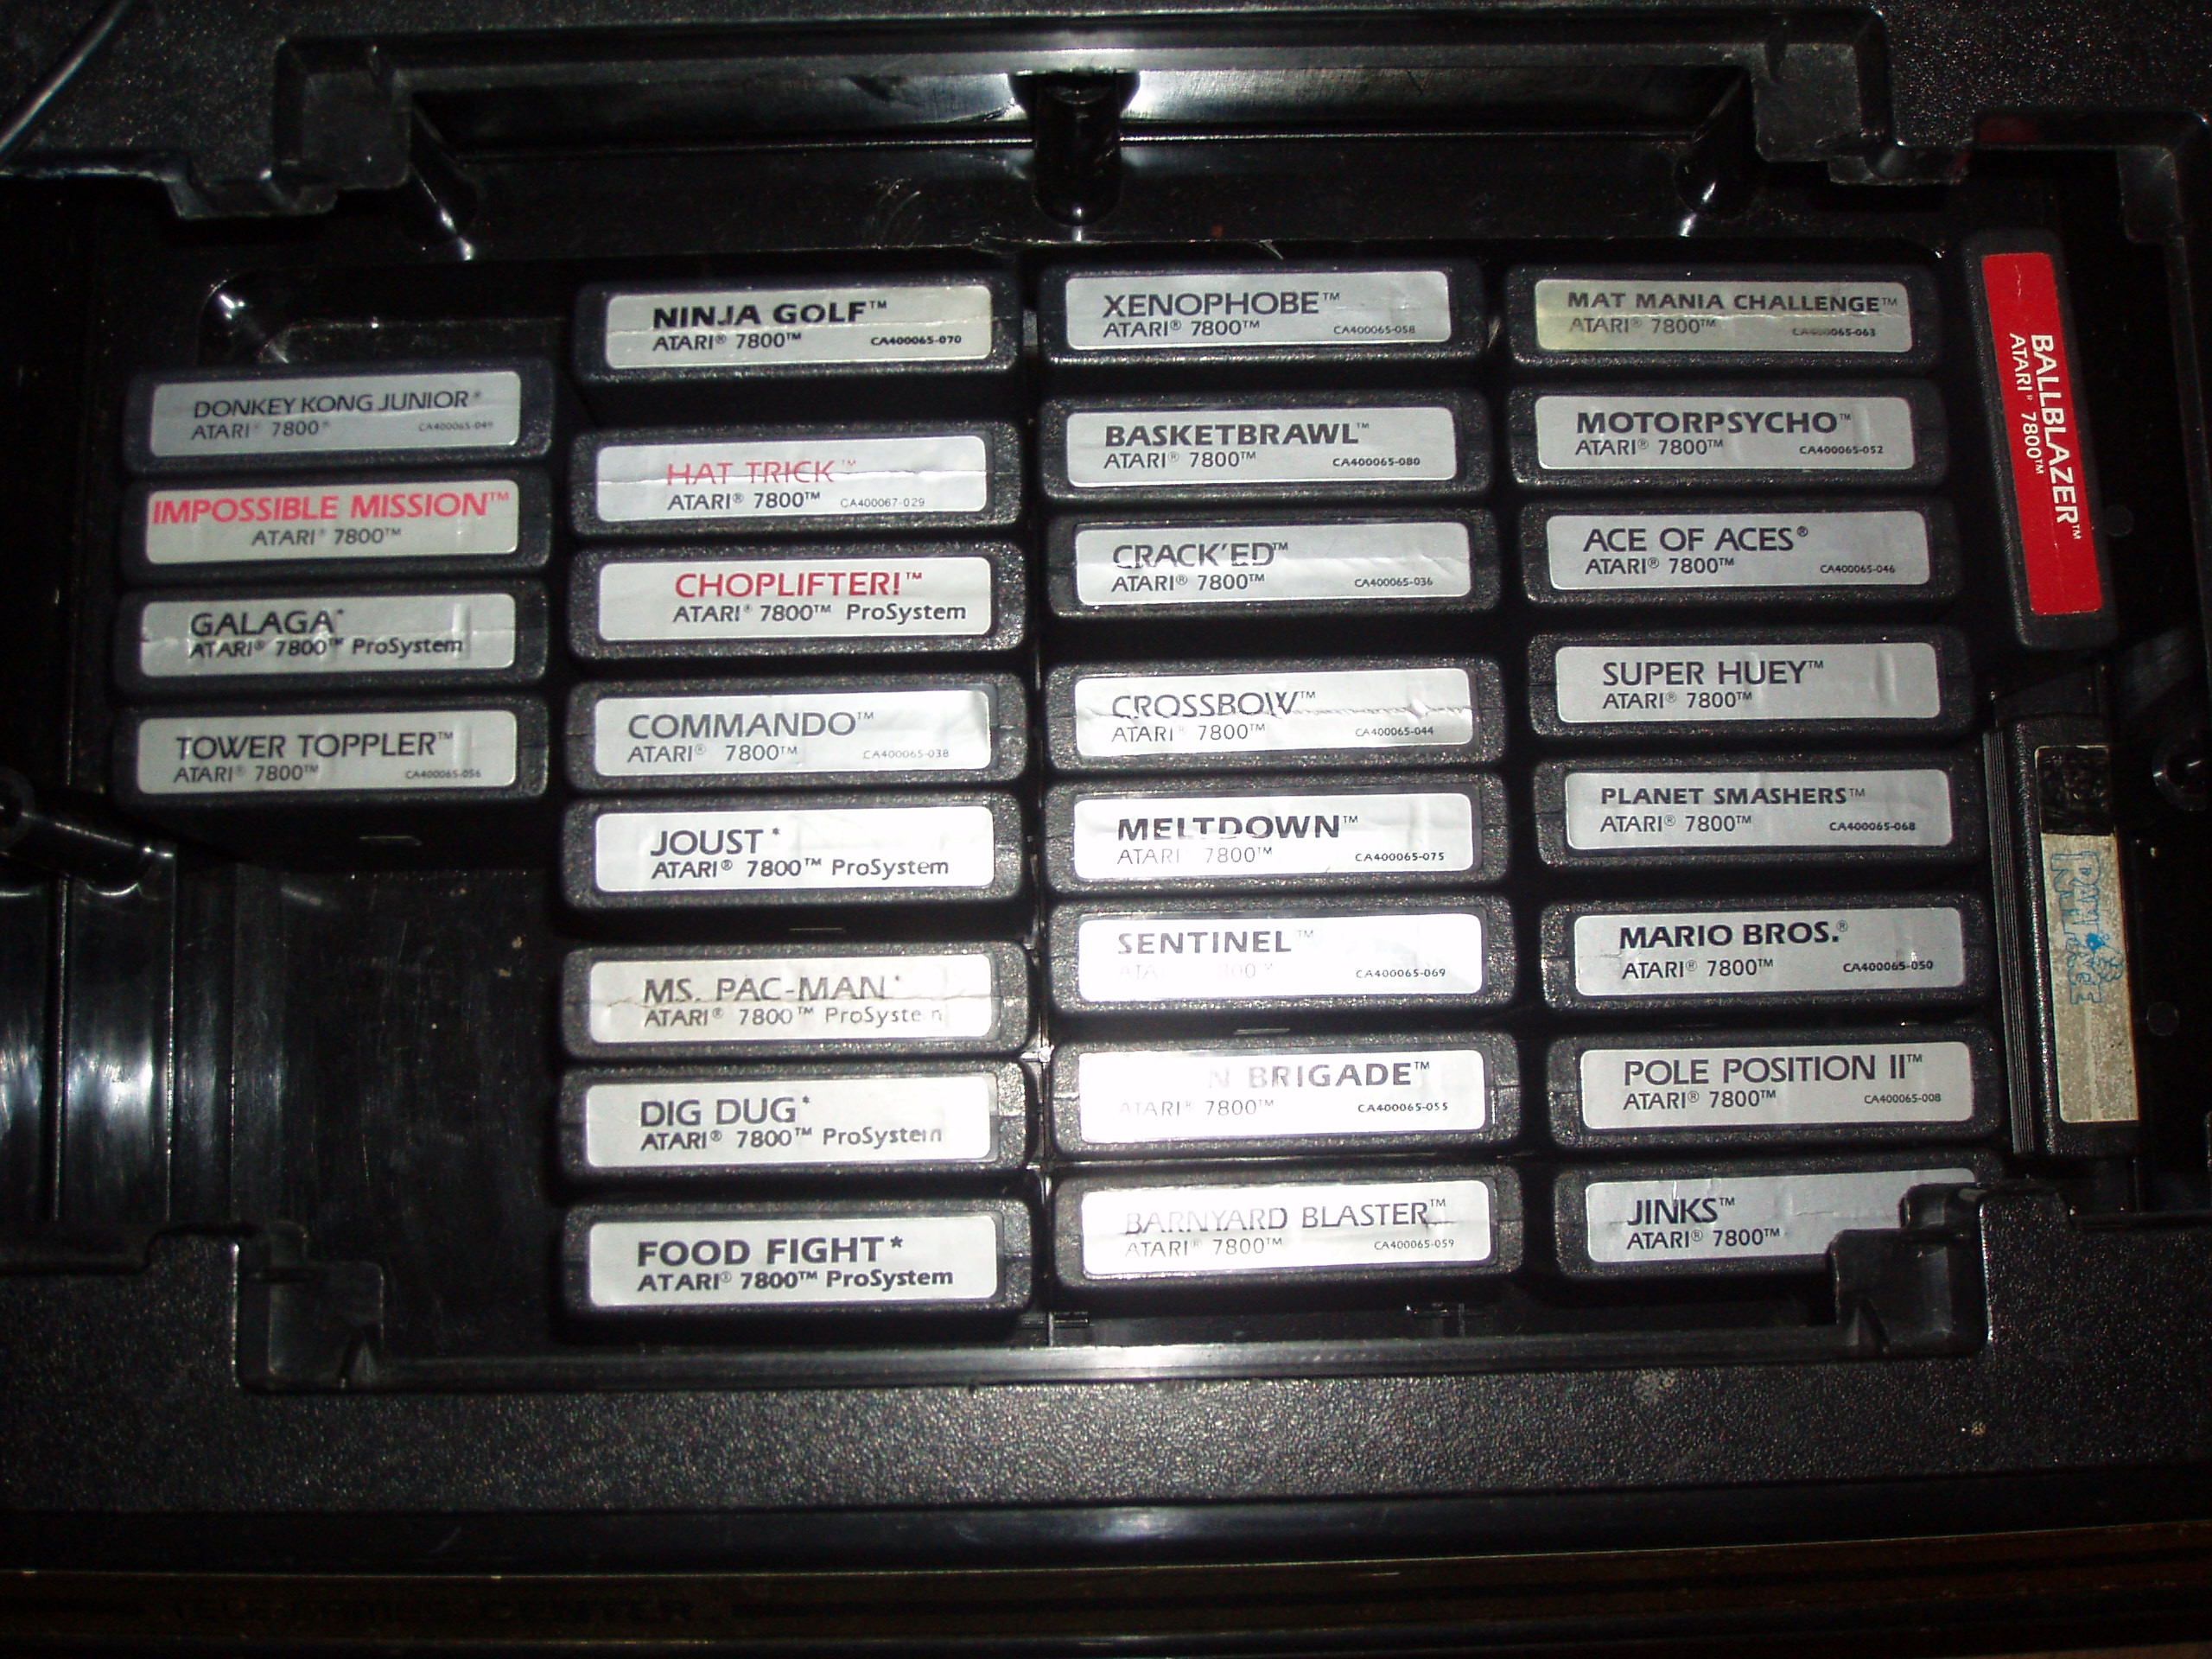 DONKEY KONG JUNIOR*
ATARI® 7800® CA400065-049
IMPOSSIBLE MISSION™
ATARI® 7800™
GALAGA*
ATARI® 7800™ ProSystem
TOWER TOPPLER™
ATARI® 7800™ CA400065-056
NINJA GOLF™
ATARI® 7800™ CA400065-070
HAT TRICK™
ATARI® 7800™ CA400067-029
CHOPLIFTER!™
ATARI® 7800™ ProSystem
COMMANDO™
ATARI® 7800™ CA400065-038
JOUST*
ATARI® 7800™ ProSystem
MS. PAC-MAN*
ATARI® 7800™ ProSystem
DIG DUG*
ATARI® 7800™ ProSystem
FOOD FIGHT*
ATARI® 7800™ ProSystem
XENOPHOBE™
ATARI® 7800™ CA400065-058
BASKETBRAWL™
ATARI® 7800™ CA400065-080
CRACK'ED™
ATARI® 7800™ CA400065-036
CROSSBOW™
ATARI® 7800™ CA400065-044
MELTDOWN™
ATARI 7800™ CA400065-075
SENTINEL™
CA400065-069
BRIGADE™
ATARI® 7800™ CA400065-055
BARNYARD BLASTER™
ATARI® 7800™ CA400065-059
MAT MANIA CHALLENGE™
ATARI® 7800™ CA400065-063
MOTORPSYCHO™
ATARI® 7800™ CA400065-052
ACE OF ACES®
ATARI® 7800™ CA400065-046
SUPER HUEY™
ATARI® 7800™
PLANET SMASHERS™
ATARI® 7800™ CA400065-068
MARIO BROS.®
ATARI® 7800™ CA400065-050
POLE POSITION II™
ATARI® 7800™ CA400065-008
JINKS™
ATARI® 7800™
BALLBLAZER™
ATARI® 7800™
CENTER